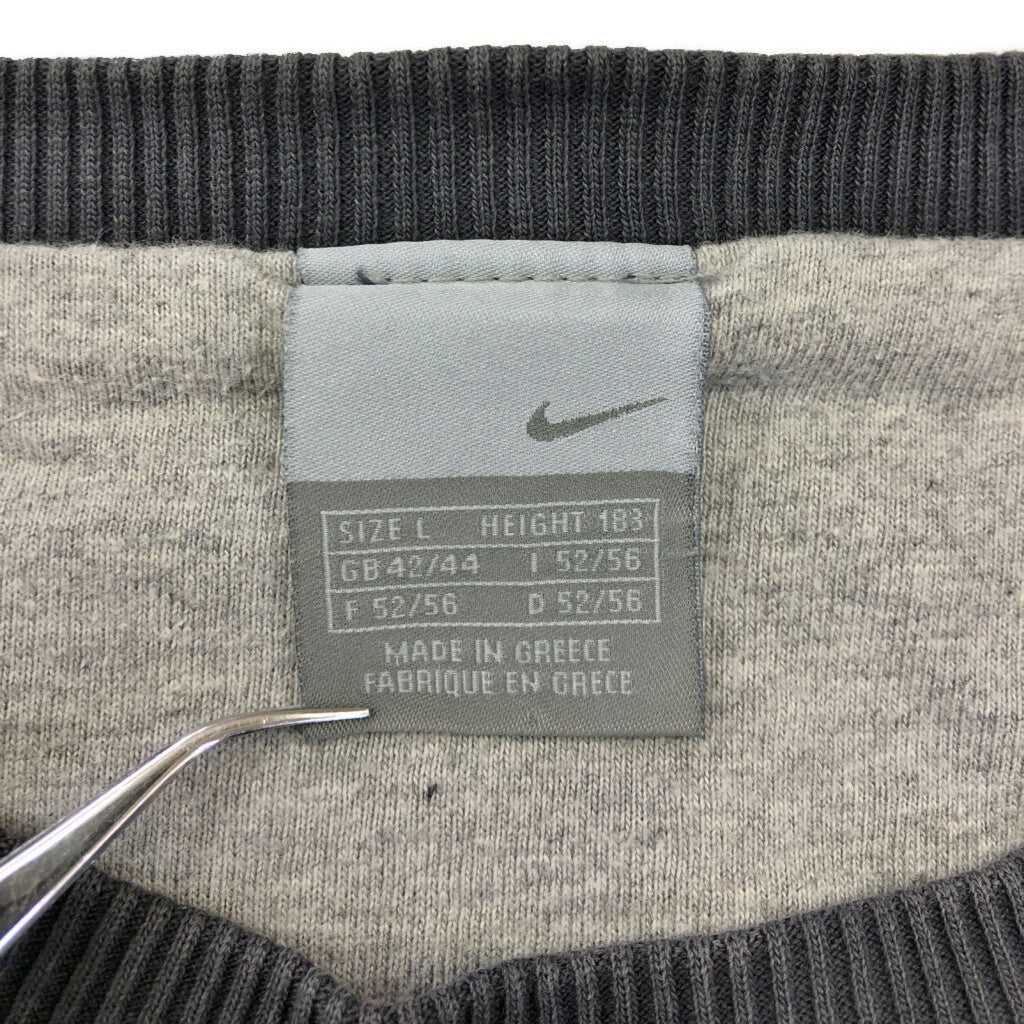 SIZE L HEIGHT 183
GB 42/44 I 52/56
F 52/56 D 52/56
MADE IN GREECE
FABRIQUE EN GRECE